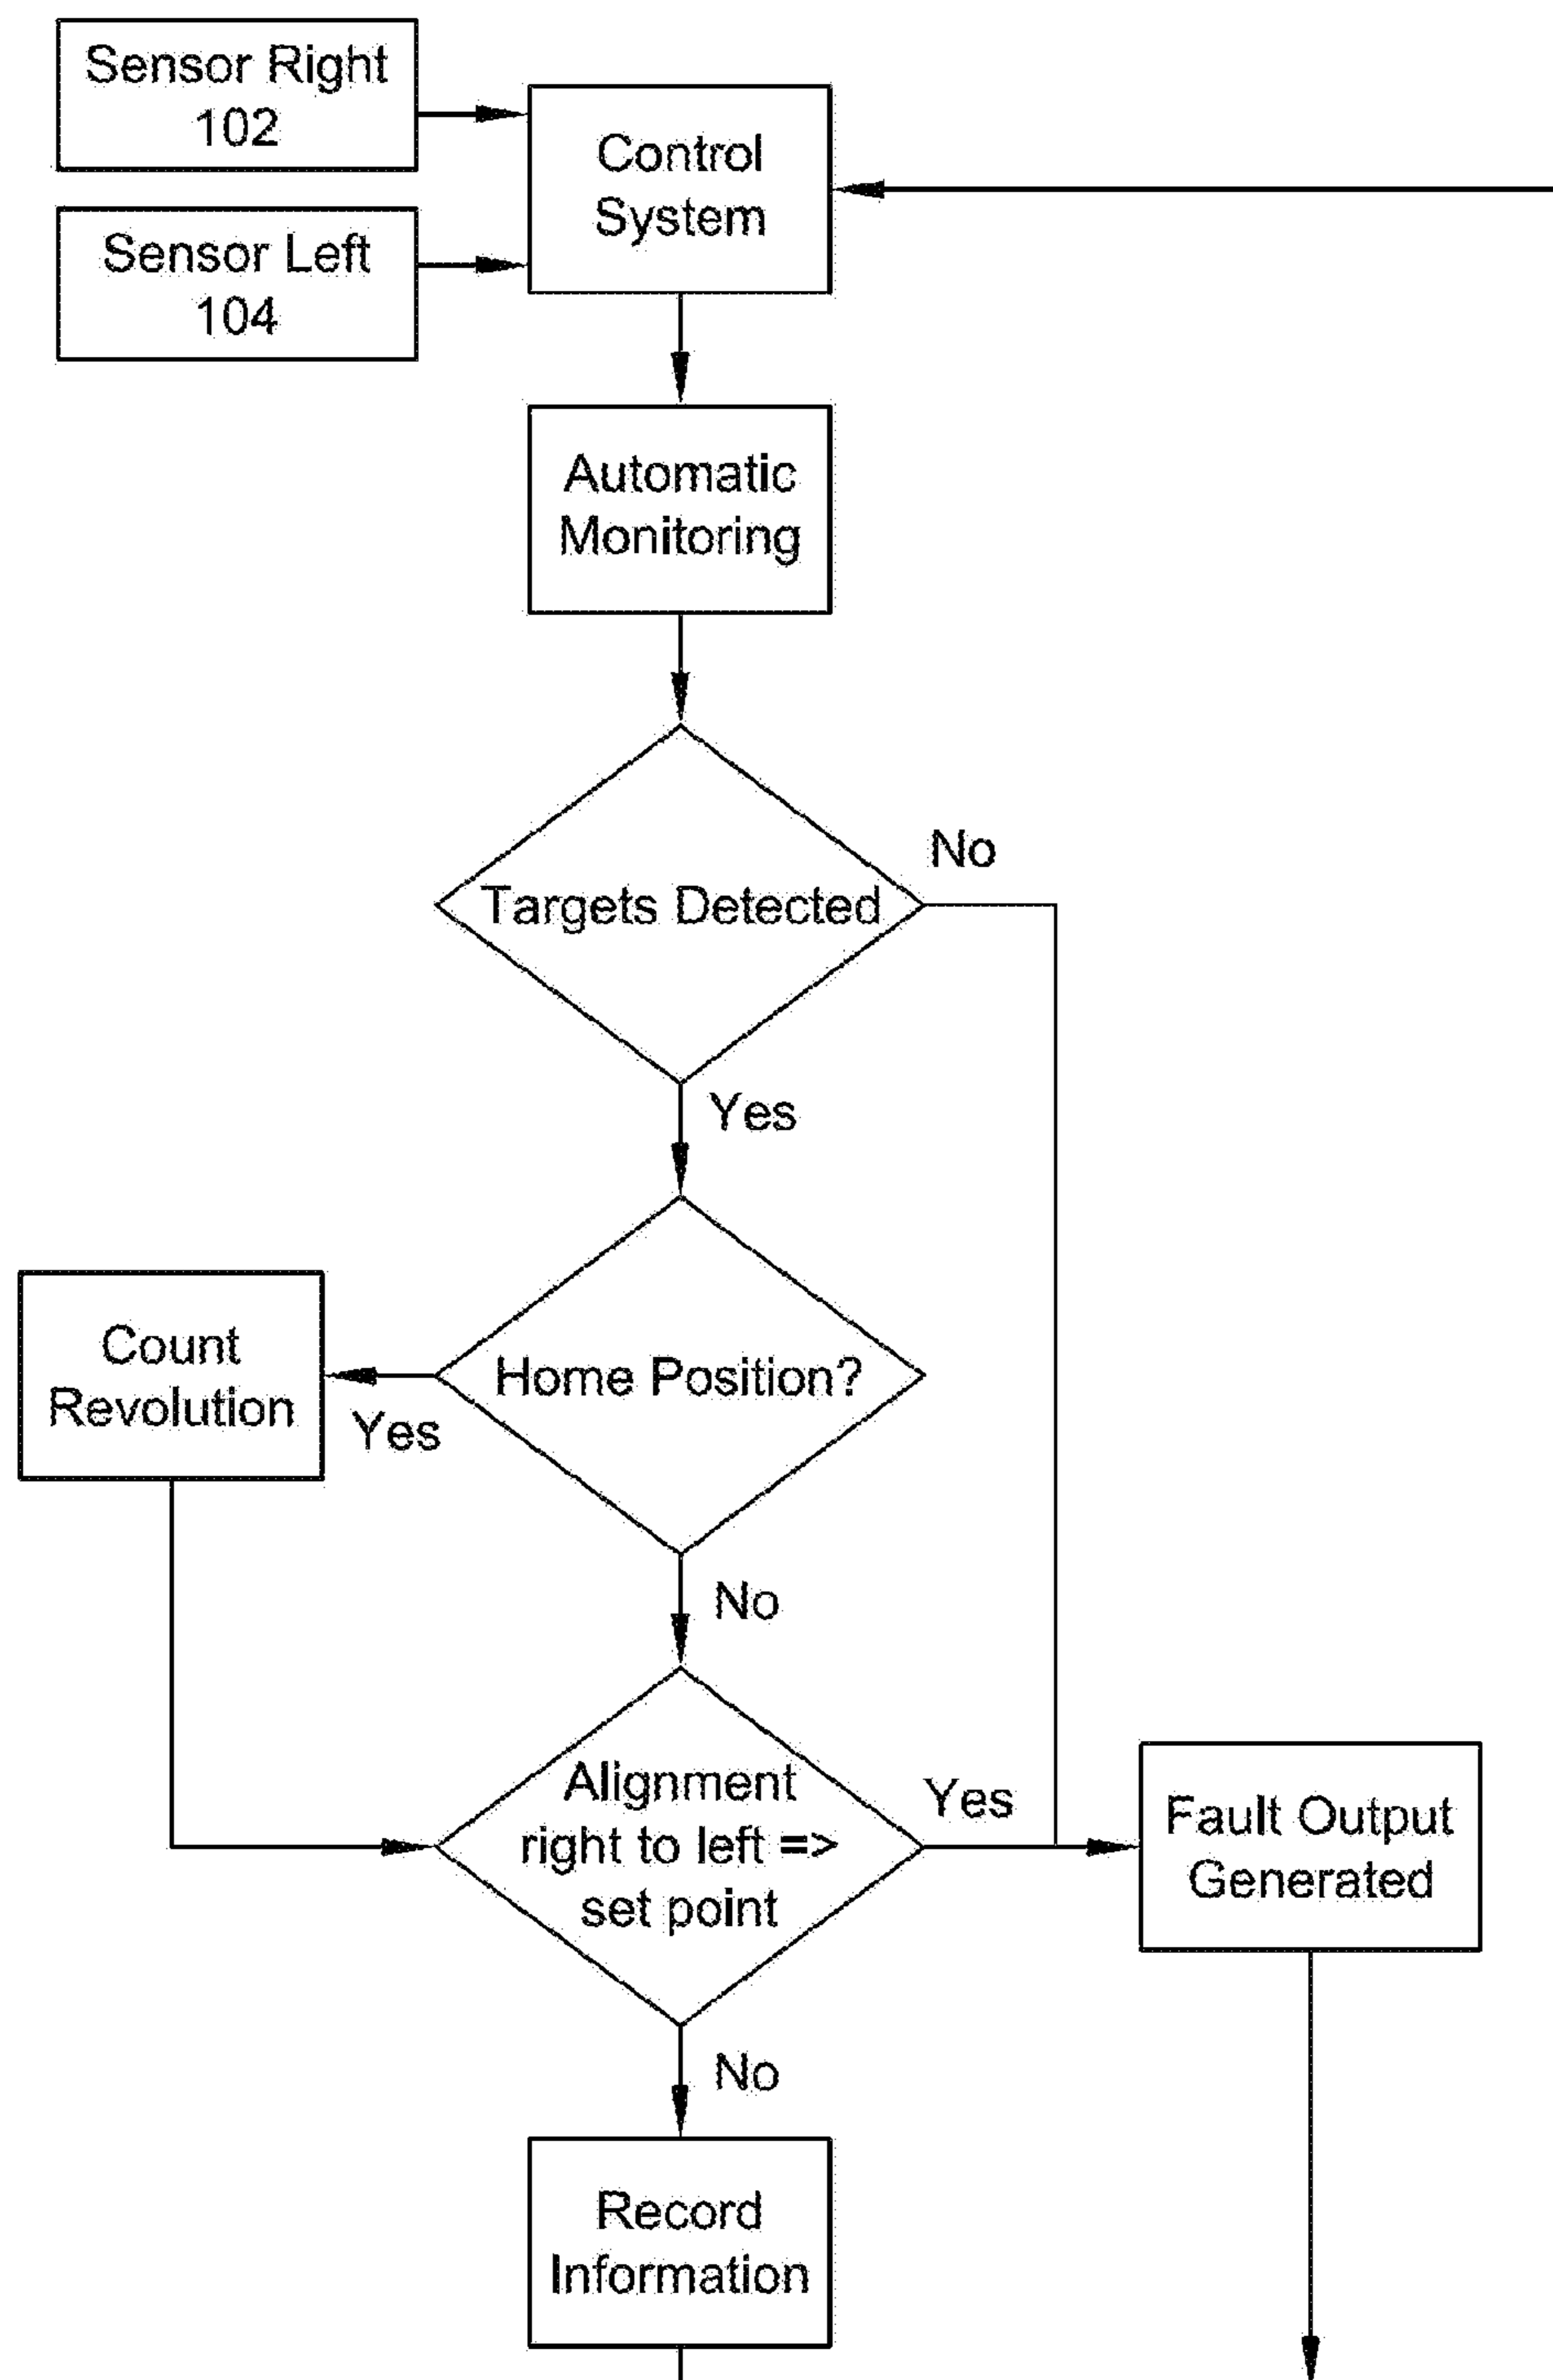 Sensor Right
102
Control
System
Sensor Left
104
Automatic
Monitoring
No
Targets Detected
Yes
Home Position?
Count
Revolution
Yes
No
Alignment
right to left =>
set point
Yes
Fault Output
Generated
No
Record
Information